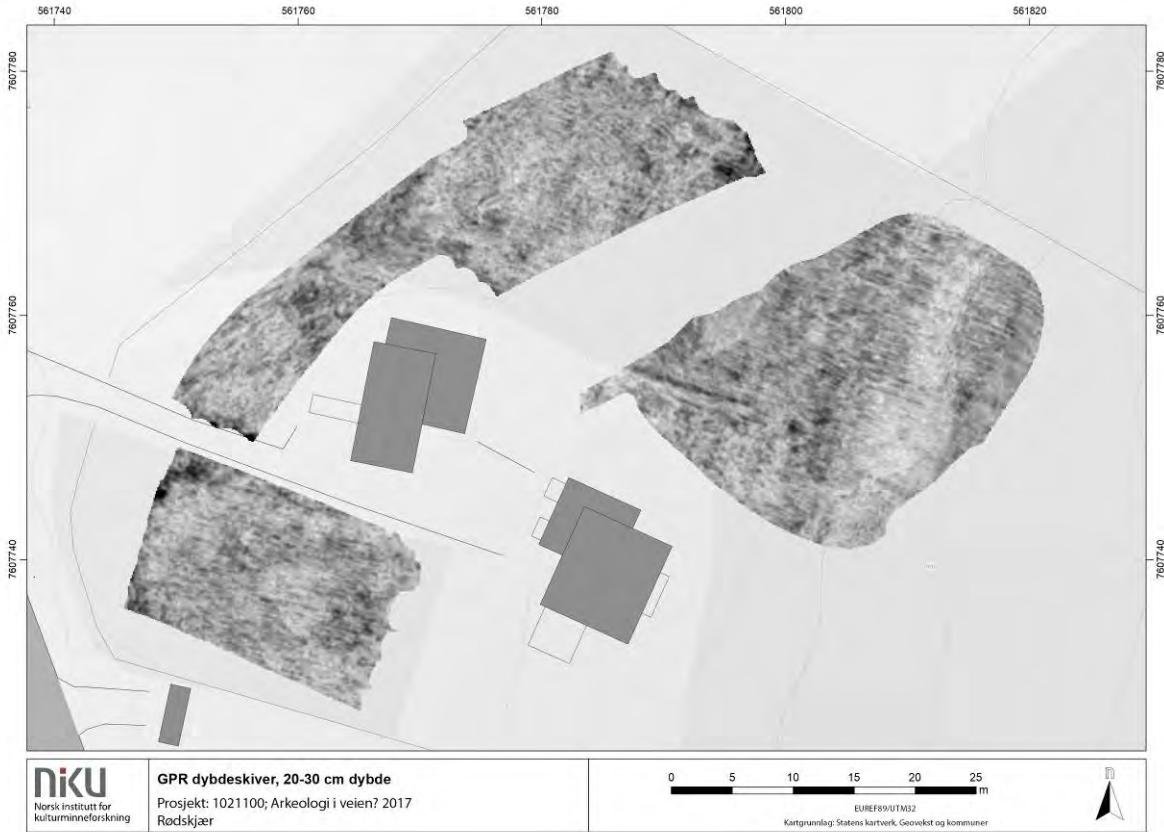 561740 561760 561780 561800 561820
7607780 7607780
7607760 7607760
7607740 7607740
niKU
Norsk institutt for
kulturminneforskning
GPR dybdeskiver, 20-30 cm dybde
Prosjekt: 1021100; Arkeologi i veien? 2017
Rødskjær
0 5 10 15 20 25
m
EUREF89/UTM32
Kartgrunnlag: Statens kartverk, Geovekst og kommuner
n